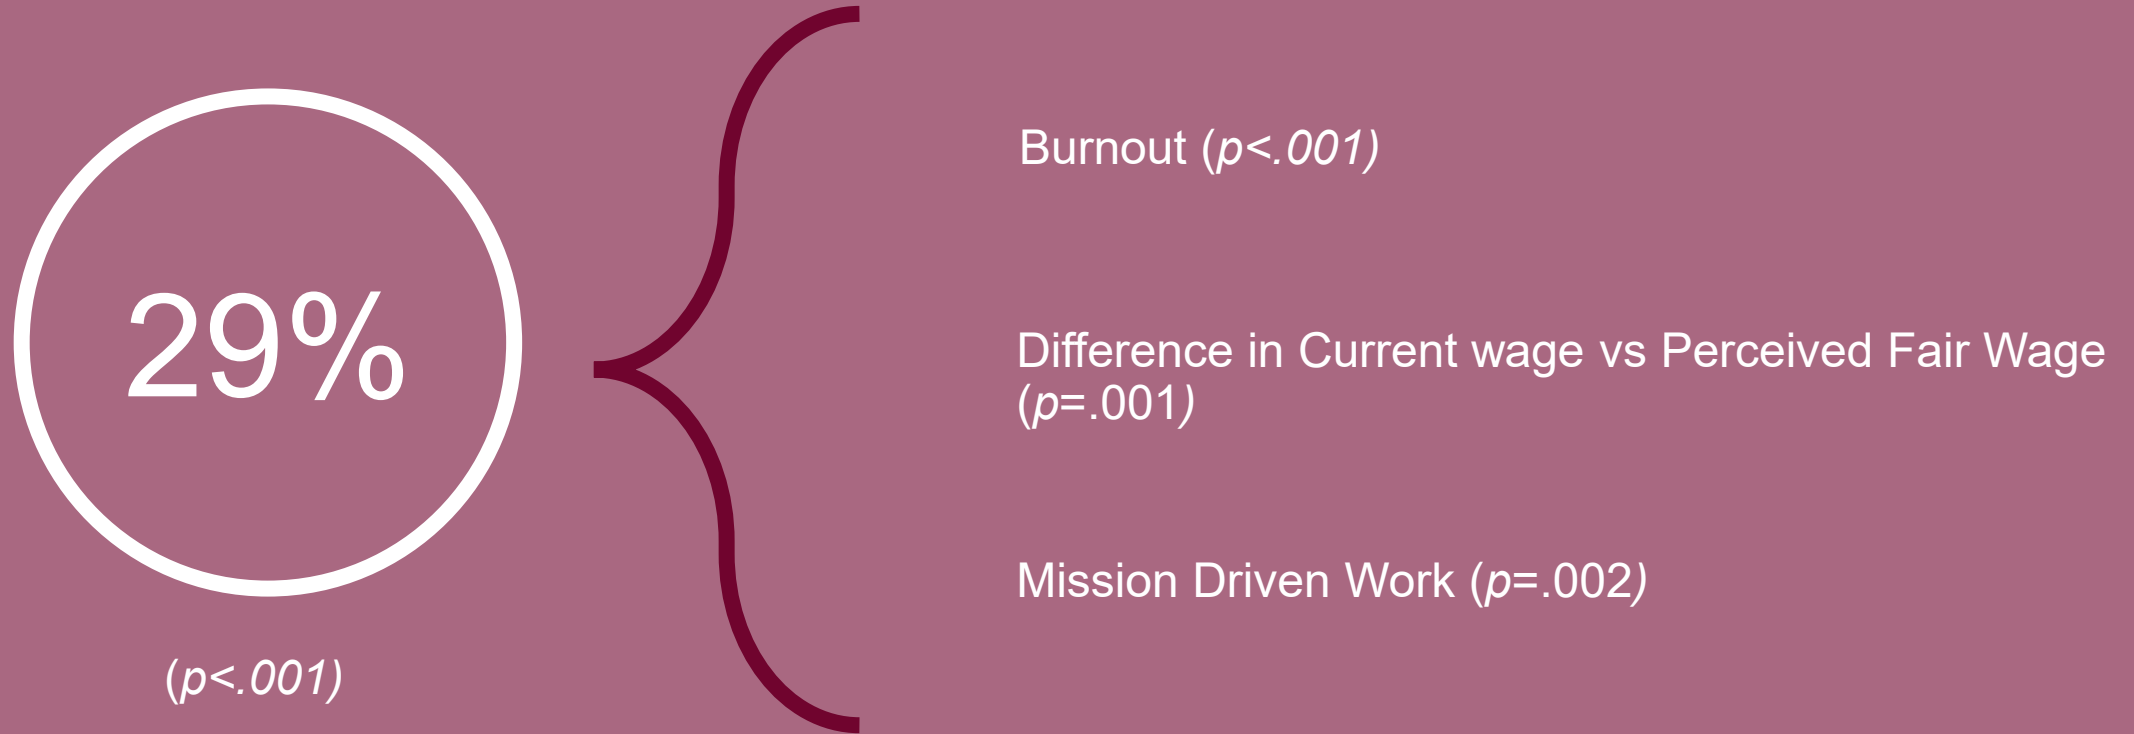 29%
(p<.001)
Burnout (p<.001)
Difference in Current wage vs Perceived Fair Wage
(p=.001)
Mission Driven Work (p=.002)